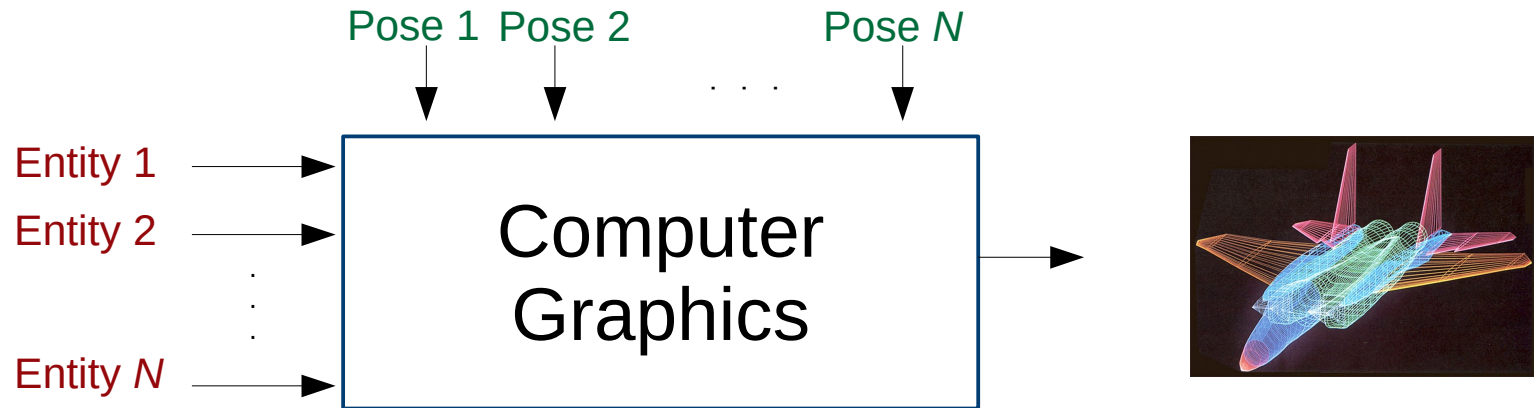 Pose 1 Pose 2 . . . Pose N
Entity 1
Entity 2
.
.
.
Entity N
Computer
Graphics